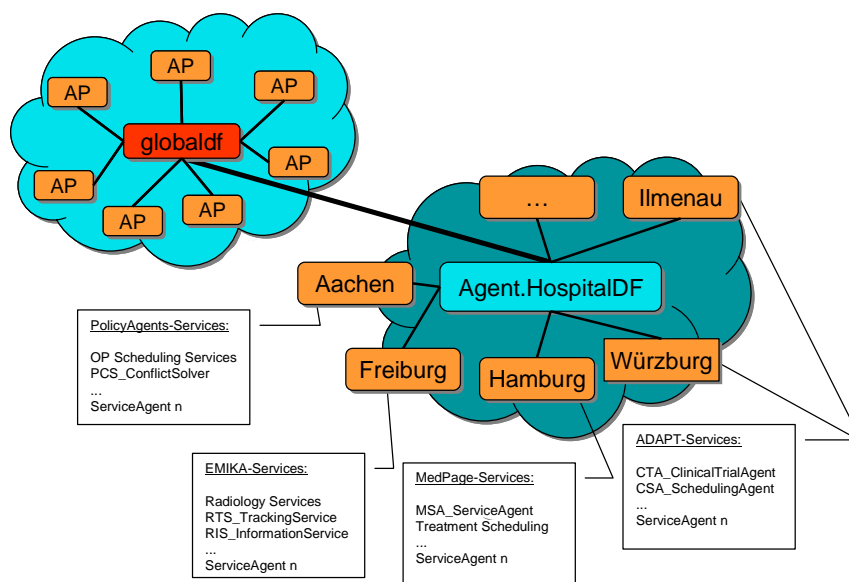 AP
AP
AP
globaldf
AP
AP
AP
AP
...
Ilmenau
Aachen
Agent.HospitalDF
Freiburg
Hamburg
Würzburg
PolicyAgents-Services:
OP Scheduling Services
PCS_ConflictSolver
...
ServiceAgent n
EMIKA-Services:
Radiology Services
RTS_TrackingService
RIS_InformationService
...
ServiceAgent n
MedPage-Services:
MSA_ServiceAgent
Treatment Scheduling
...
ServiceAgent n
ADAPT-Services:
CTA_ClinicalTrialAgent
CSA_SchedulingAgent
...
ServiceAgent n